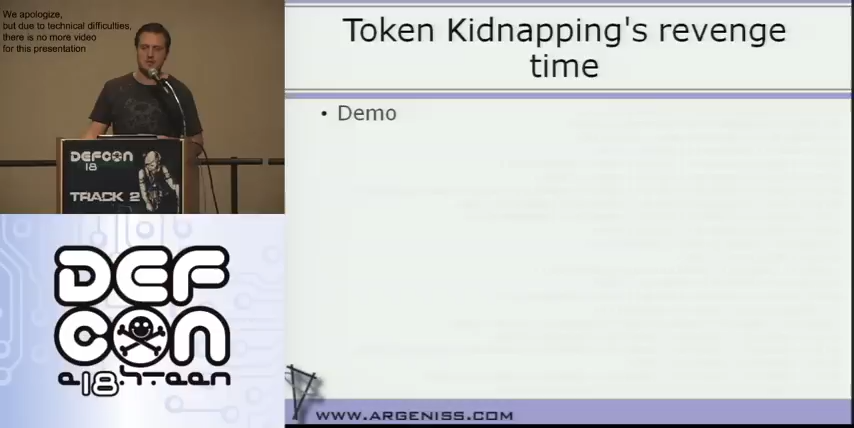 We apologize,
but due to technical difficulties,
there is no more video
for this presentation
DEFCON
18
TRACK 2
DEF
CON
e18hteen
Token Kidnapping's revenge
time
• Demo
WWW.ARGENISS.COM